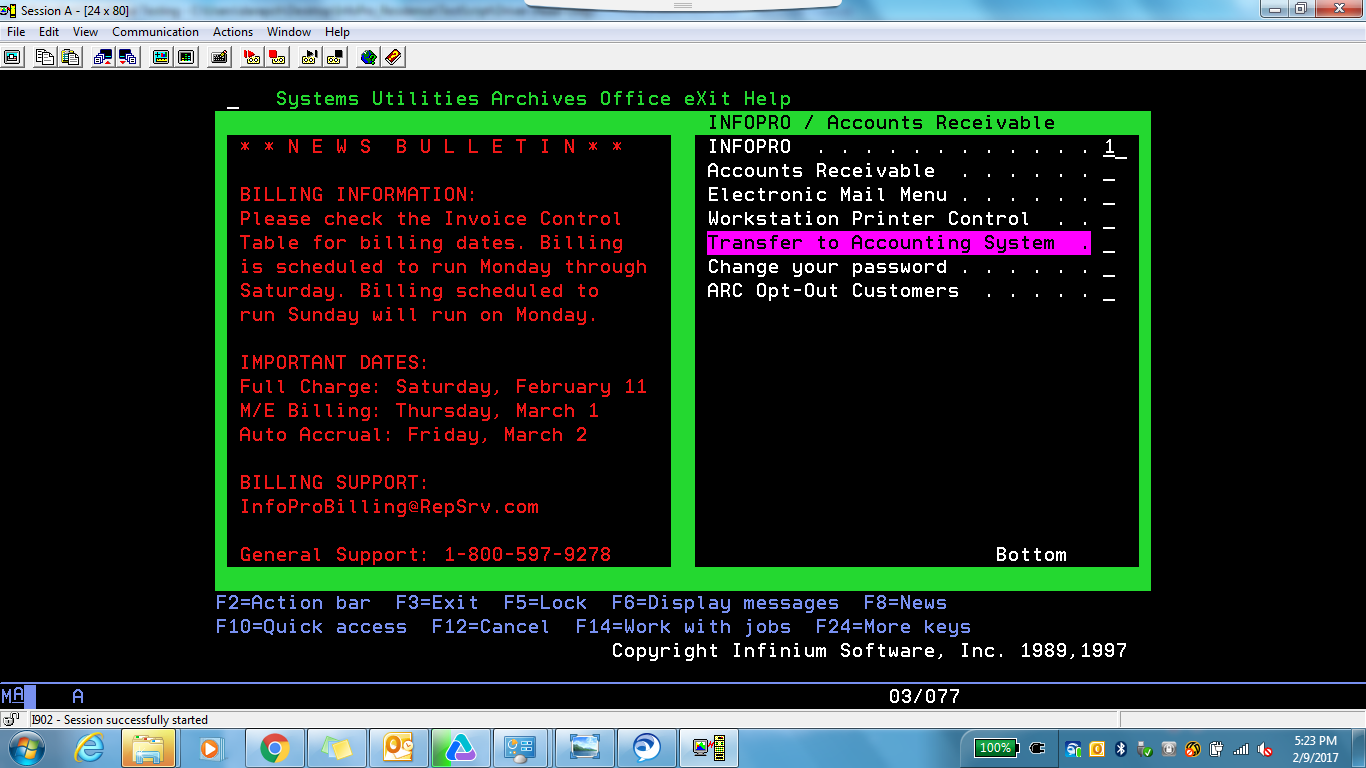 Session A - [24 x 80]
File Edit View Communication Actions Window Help
Systems Utilities Archives Office eXit Help
INFOPRO / Accounts Receivable
* * N E W S B U L L E T I N * *
BILLING INFORMATION:
Please check the Invoice Control
Table for billing dates. Billing
is scheduled to run Monday through
Saturday. Billing scheduled to
run Sunday will run on Monday.
IMPORTANT DATES:
Full Charge: Saturday, February 11
M/E Billing: Thursday, March 1
Auto Accrual: Friday, March 2
BILLING SUPPORT:
InfoProBilling@RepSrv.com
General Support: 1-800-597-9278
INFOPRO . . . . . . . . . . . . 1_
Accounts Receivable . . . . . . _
Electronic Mail Menu . . . . . . _
Workstation Printer Control . . _
Transfer to Accounting System . _
Change your password . . . . . . _
ARC Opt-Out Customers . . . . . _
Bottom
F2=Action bar F3=Exit F5=Lock F6=Display messages F8=News
F10=Quick access F12=Cancel F14=Work with jobs F24=More keys
Copyright Infinium Software, Inc. 1989,1997
MA A 03/077
I902 - Session successfully started
100%
5:23 PM
2/9/2017